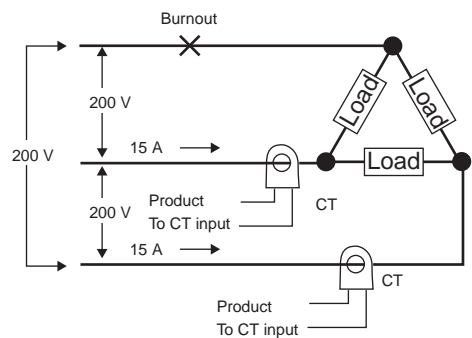 Burnout
200 V
Load
Load
200 V
15 A
Load
Product
To CT input
CT
200 V
15 A
CT
Product
To CT input